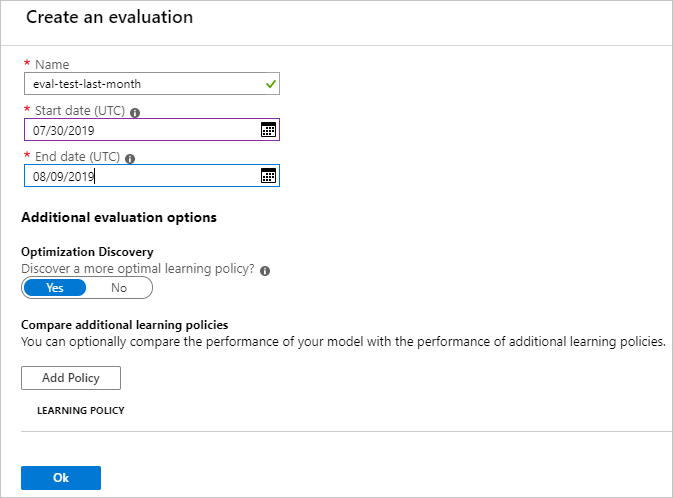 Create an evaluation
* Name
eval-test-last-month
* Start date (UTC)
07/30/2019
* End date (UTC)
08/09/2019
Additional evaluation options
Optimization Discovery
Discover a more optimal learning policy?
Yes No
Compare additional learning policies
You can optionally compare the performance of your model with the performance of additional learning policies.
Add Policy
LEARNING POLICY
Ok